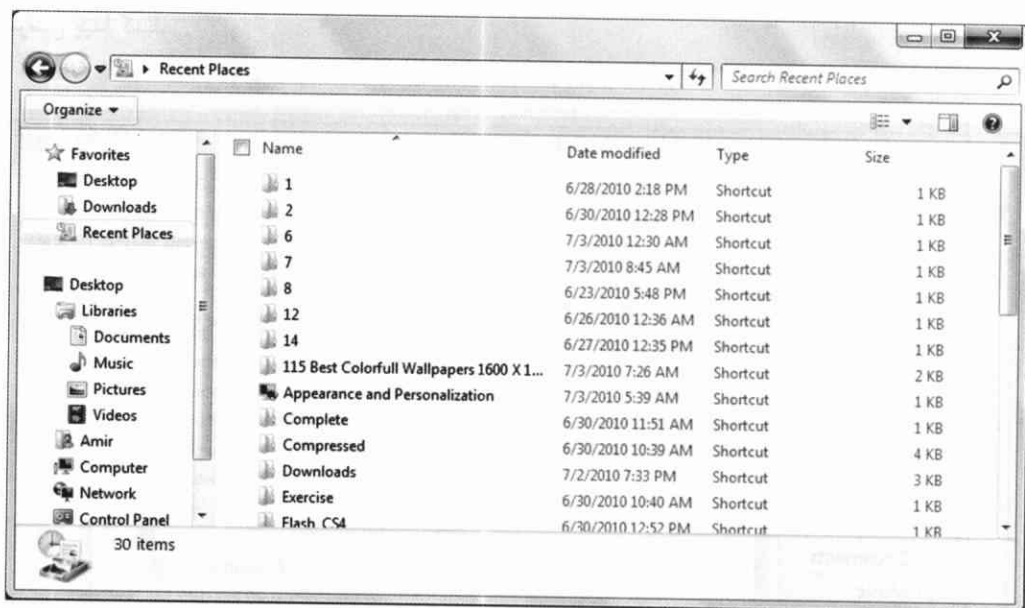 Recent Places
Search Recent Places
Organize
Favorites
Desktop
Downloads
Recent Places
Desktop
Libraries
Documents
Music
Pictures
Videos
Amir
Computer
Network
Control Panel
Name Date modified Type Size
1 6/28/2010 2:18 PM Shortcut 1 KB
2 6/30/2010 12:28 PM Shortcut 1 KB
6 7/3/2010 12:30 AM Shortcut 1 KB
7 7/3/2010 8:45 AM Shortcut 1 KB
8 6/23/2010 5:48 PM Shortcut 1 KB
12 6/26/2010 12:36 AM Shortcut 1 KB
14 6/27/2010 12:35 PM Shortcut 1 KB
115 Best Colorfull Wallpapers 1600 X 1... 7/3/2010 7:26 AM Shortcut 2 KB
Appearance and Personalization 7/3/2010 5:39 AM Shortcut 1 KB
Complete 6/30/2010 11:51 AM Shortcut 1 KB
Compressed 6/30/2010 10:39 AM Shortcut 4 KB
Downloads 7/2/2010 7:33 PM Shortcut 3 KB
Exercise 6/30/2010 10:40 AM Shortcut 1 KB
Flash CS4 6/30/2010 12:52 PM Shortcut 1 KB
30 items